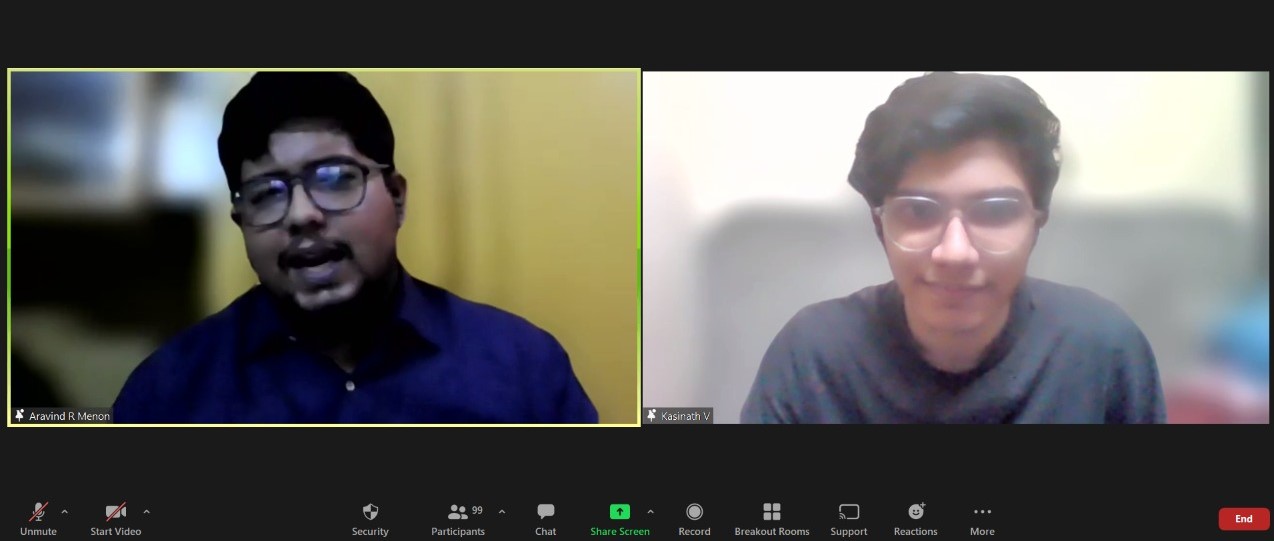 Aravind R Menon
Kasinath V
99
Unmute
Start Video
Security
Participants
Chat
Share Screen
Record
Breakout Rooms
Support
Reactions
More
End